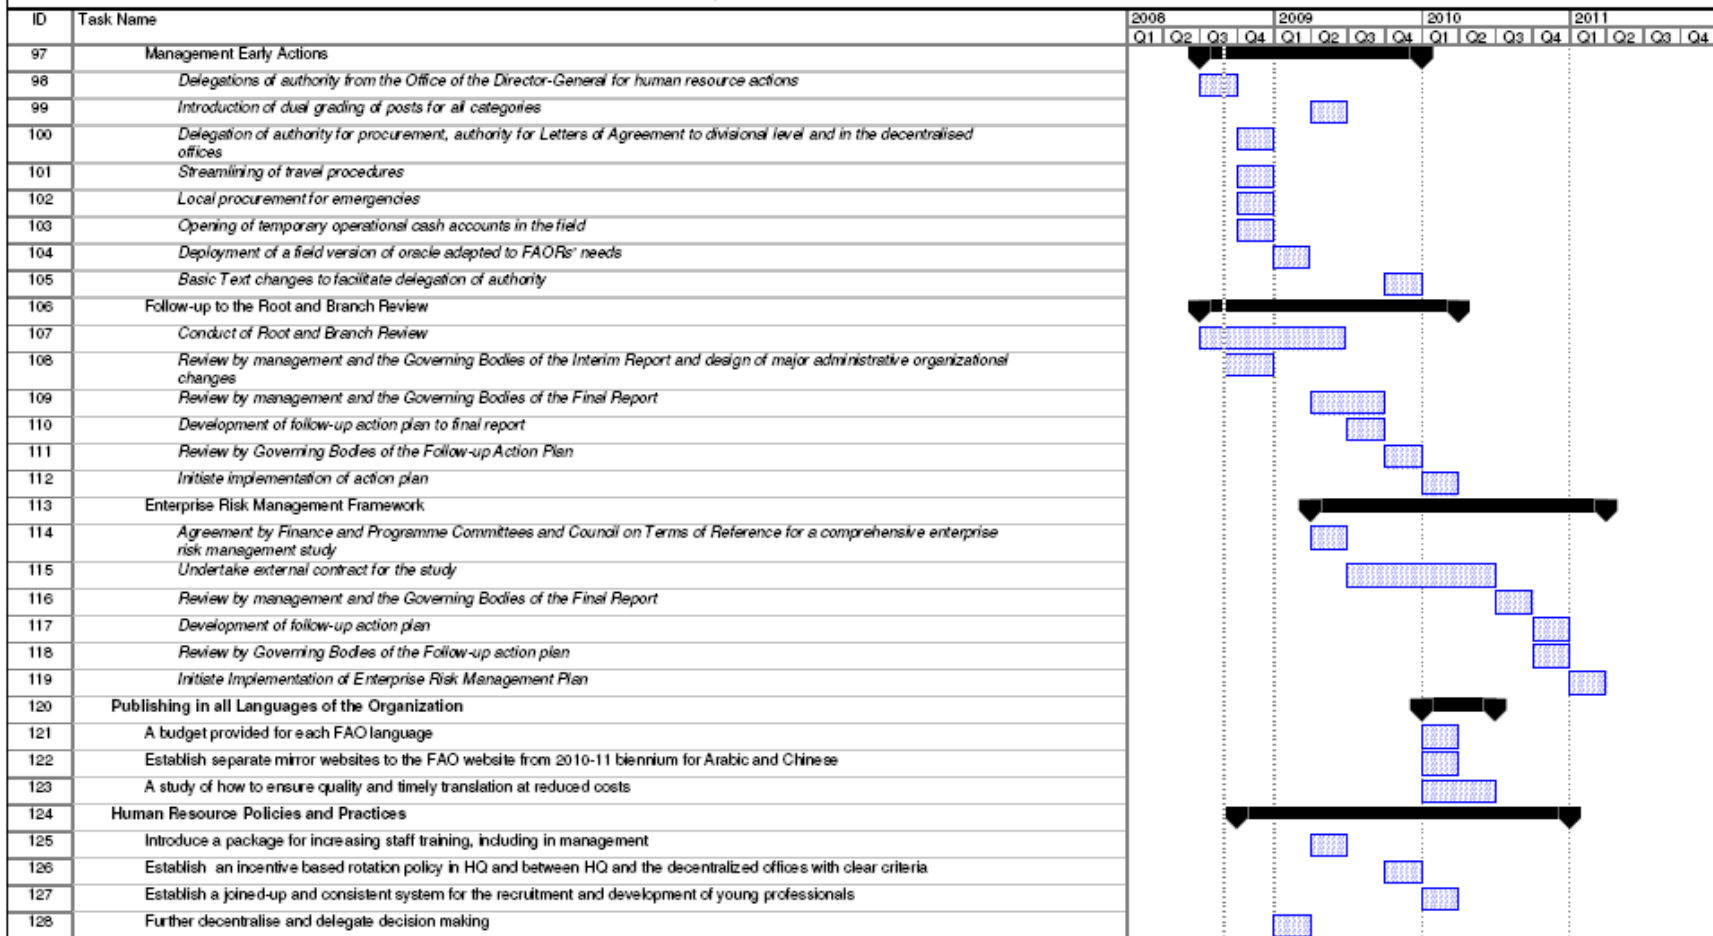 ID Task Name 2008 2009 2010 2011
Q1 Q2 Q3 Q4 Q1 Q2 Q3 Q4 Q1 Q2 Q3 Q4 Q1 Q2 Q3 Q4
97 Management Early Actions
98 Delegations of authority from the Office of the Director-General for human resource actions
99 Introduction of dual grading of posts for all categories
100 Delegation of authority for procurement, authority for Letters of Agreement to divisional level and in the decentralised
offices
101 Streamlining of travel procedures
102 Local procurement for emergencies
103 Opening of temporary operational cash accounts in the field
104 Deployment of a field version of oracle adapted to FAORs' needs
105 Basic Text changes to facilitate delegation of authority
106 Follow-up to the Root and Branch Review
107 Conduct of Root and Branch Review
108 Review by management and the Governing Bodies of the Interim Report and design of major administrative organizational
changes
109 Review by management and the Governing Bodies of the Final Report
110 Development of follow-up action plan to final report
111 Review by Governing Bodies of the Follow-up Action Plan
112 Initiate implementation of action plan
113 Enterprise Risk Management Framework
114 Agreement by Finance and Programme Committees and Council on Terms of Reference for a comprehensive enterprise
risk management study
115 Undertake external contract for the study
116 Review by management and the Governing Bodies of the Final Report
117 Development of follow-up action plan
118 Review by Governing Bodies of the Follow-up action plan
119 Initiate Implementation of Enterprise Risk Management Plan
120 Publishing in all Languages of the Organization
121 A budget provided for each FAO language
122 Establish separate mirror websites to the FAO website from 2010-11 biennium for Arabic and Chinese
123 A study of how to ensure quality and timely translation at reduced costs
124 Human Resource Policies and Practices
125 Introduce a package for increasing staff training, including in management
126 Establish an incentive based rotation policy in HQ and between HQ and the decentralized offices with clear criteria
127 Establish a joined-up and consistent system for the recruitment and development of young professionals
128 Further decentralise and delegate decision making